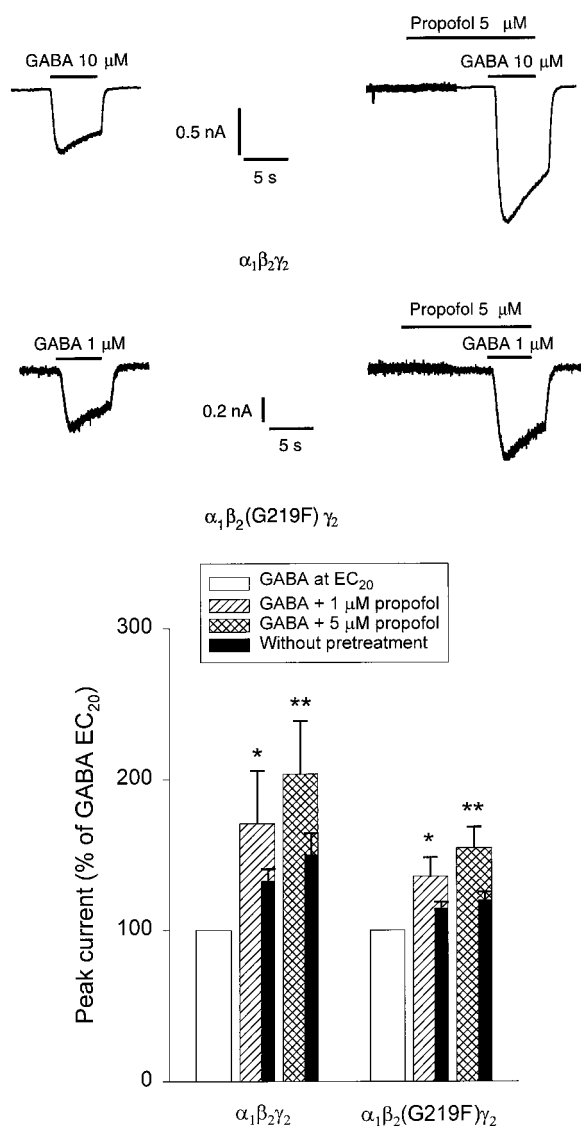 Propofol 5 μM
GABA 10 μM
GABA 10 μM
0.5 nA
5 s
α₁β₂γ₂
Propofol 5 μM
GABA 1 μM
GABA 1 μM
0.2 nA
5 s
α₁β₂(G219F) γ₂
GABA at EC₂₀
GABA + 1 μM propofol
GABA + 5 μM propofol
Without pretreatment
Peak current (% of GABA EC₂₀)
300
200
100
0
*
**
*
**
α₁β₂γ₂
α₁β₂(G219F)γ₂